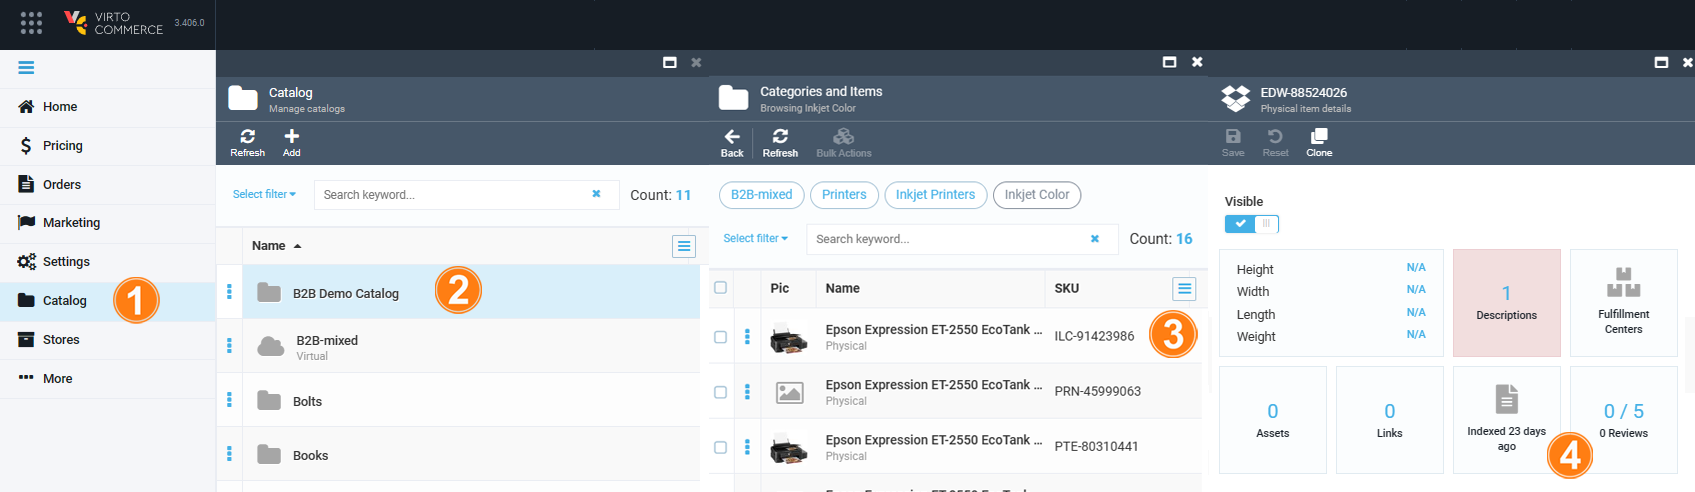 VIRTO
COMMERCE
3.406.0
Home
Pricing
Orders
Marketing
Settings
Catalog
1
Stores
More
Catalog
Manage catalogs
Refresh
Add
Select filter
Search keyword...
Count: 11
Name
B2B Demo Catalog
2
B2B-mixed
Virtual
Bolts
Books
Categories and Items
Browsing Inkjet Color
Back
Refresh
Bulk Actions
B2B-mixed
Printers
Inkjet Printers
Inkjet Color
Select filter
Search keyword...
Count: 16
Pic Name SKU
Epson Expression ET-2550 EcoTank ...
Physical
ILC-91423986
3
Epson Expression ET-2550 EcoTank ...
Physical
PRN-45999063
Epson Expression ET-2550 EcoTank ...
Physical
PTE-80310441
Epson Expression ET-2550 EcoTank ...
EDW-88524026
Physical item details
Save
Reset
Clone
Visible
Height N/A
Width N/A
Length N/A
Weight N/A
1
Descriptions
Fulfillment
Centers
0
Assets
0
Links
Indexed 23 days
ago
4
0 / 5
0 Reviews